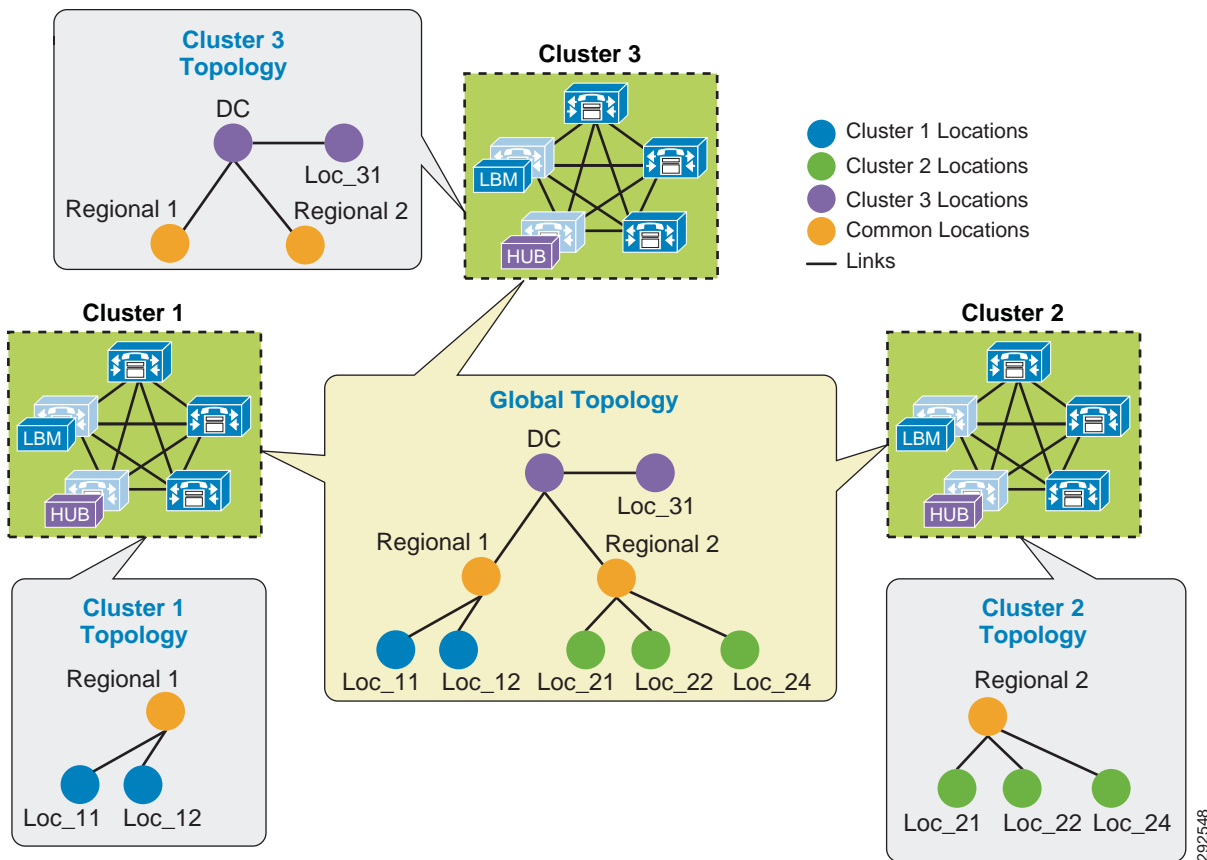 Cluster 3
Topology
DC
Loc_31
Regional 1
Regional 2
Cluster 3
LBM
HUB
Cluster 1 Locations
Cluster 2 Locations
Cluster 3 Locations
Common Locations
Links
Cluster 1
LBM
HUB
Global Topology
DC
Loc_31
Regional 1
Regional 2
Loc_11
Loc_12
Loc_21
Loc_22
Loc_24
Cluster 2
LBM
HUB
Cluster 1
Topology
Regional 1
Loc_11
Loc_12
Cluster 2
Topology
Regional 2
Loc_21
Loc_22
Loc_24
292548